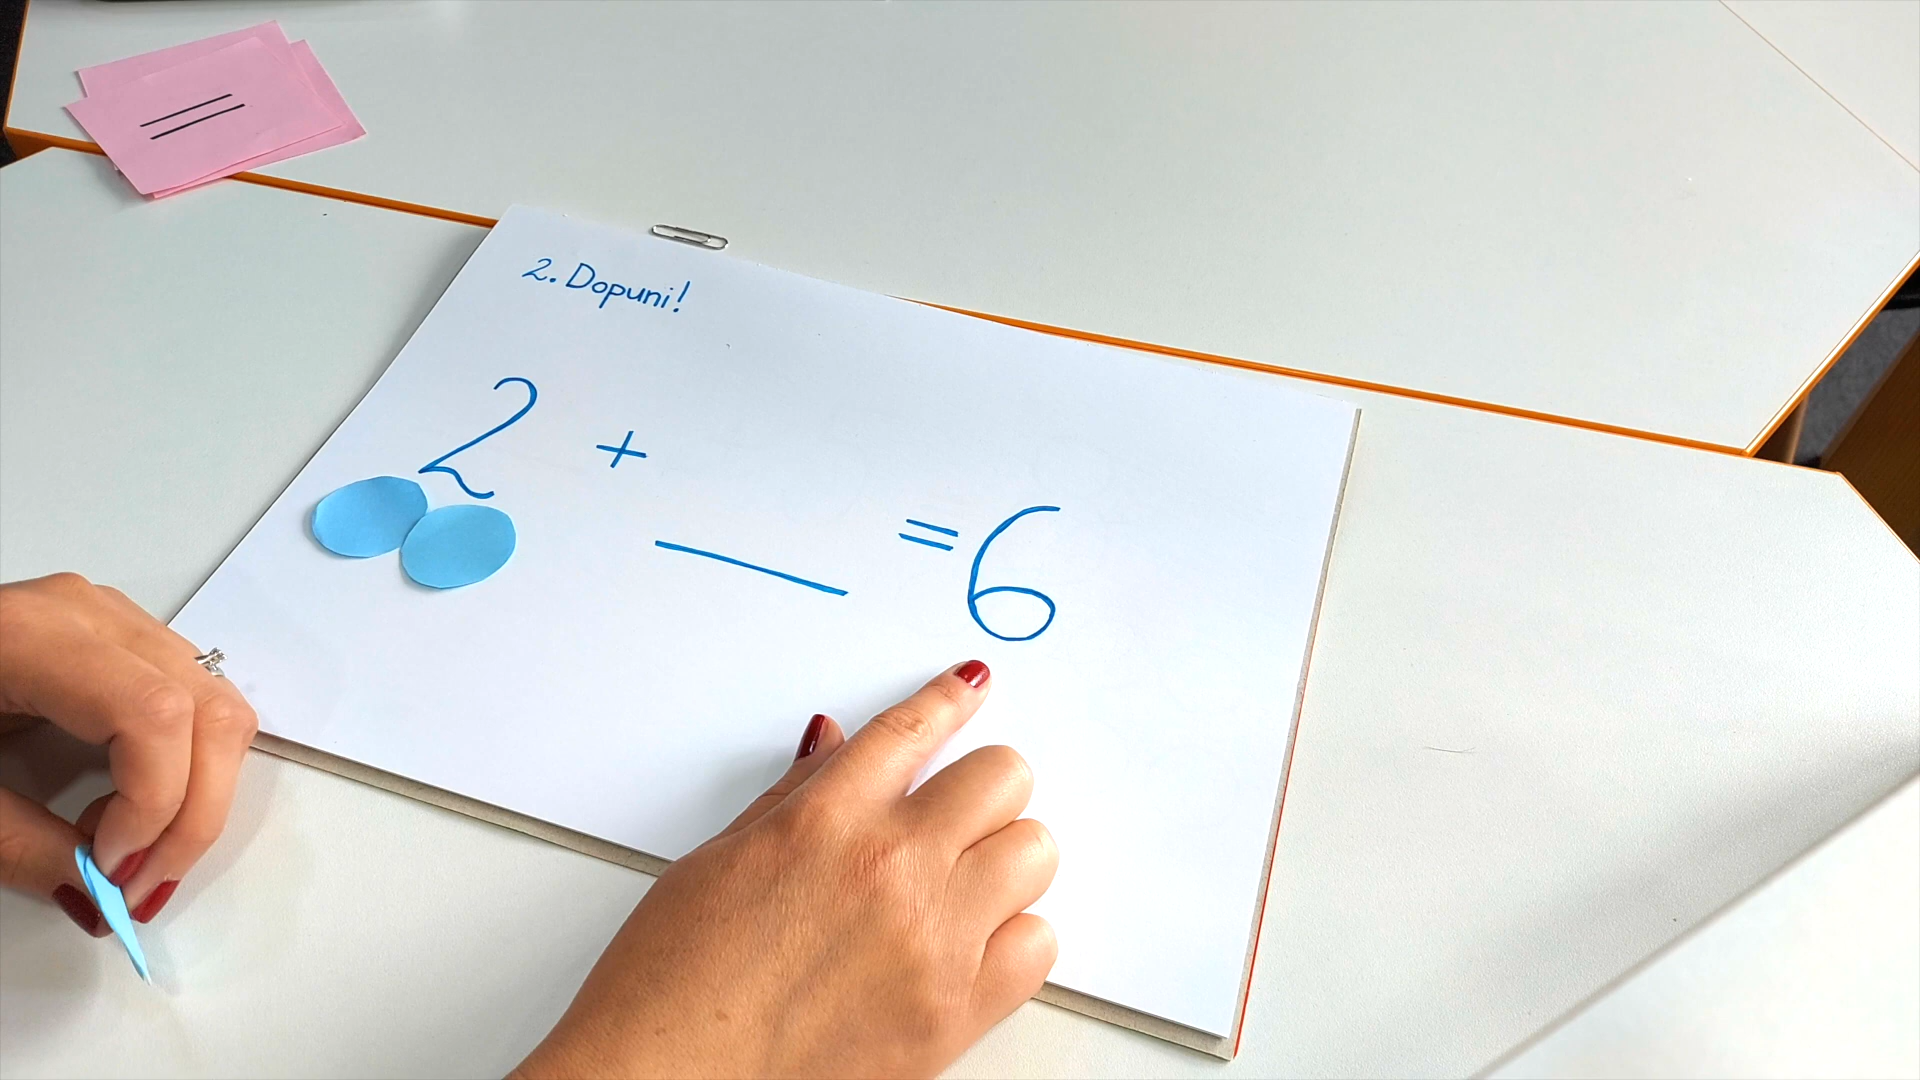 =
2. Dopuni!
2 + ___ = 6